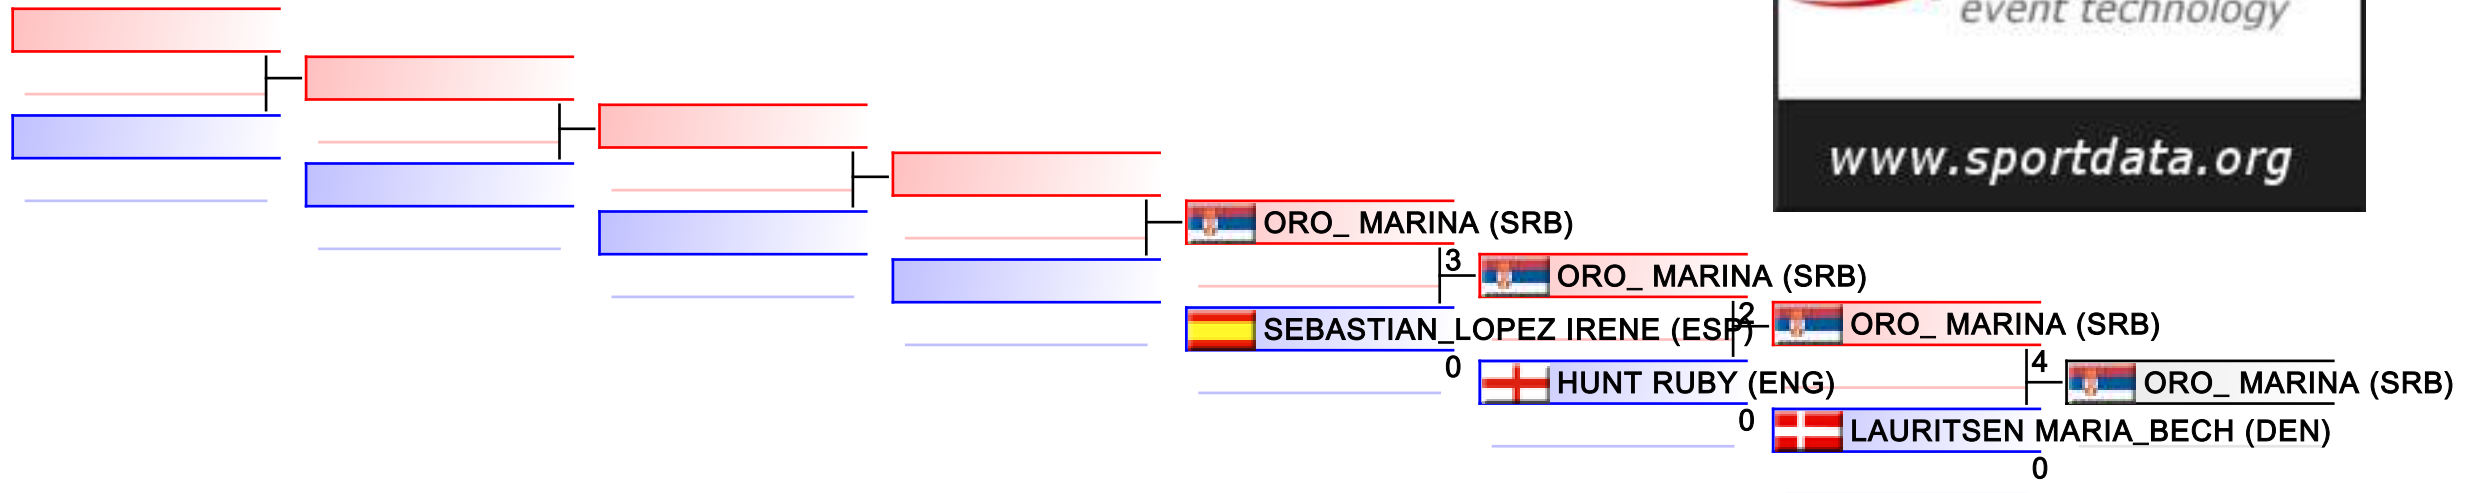 event technology
www.sportdata.org
ORO_ MARINA (SRB)
3
ORO_ MARINA (SRB)
SEBASTIAN_LOPEZ IRENE (ESP)
2
ORO_ MARINA (SRB)
0
HUNT RUBY (ENG)
4
ORO_ MARINA (SRB)
0
LAURITSEN MARIA_BECH (DEN)
0